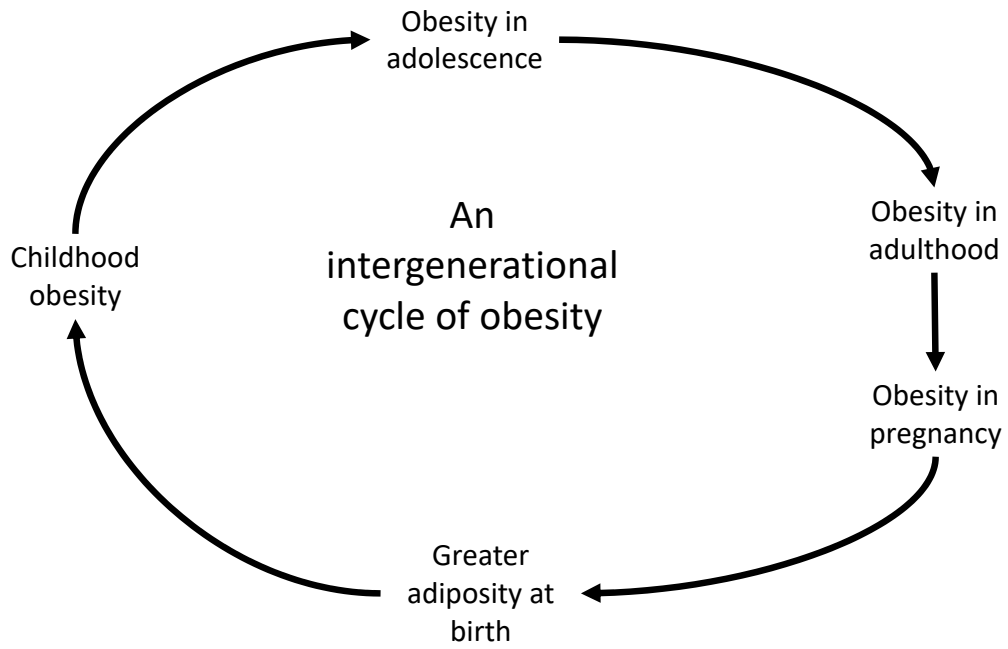 Obesity in
adolescence
Obesity in
adulthood
An
intergenerational
cycle of obesity
Childhood
obesity
Obesity in
pregnancy
Greater
adiposity at
birth